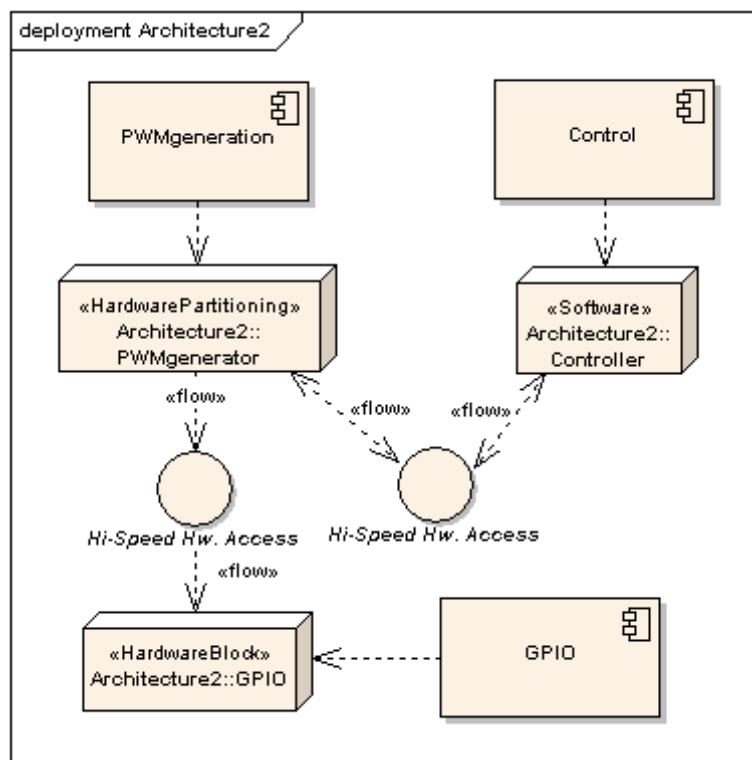 deployment Architecture2
PWMgeneration
Control
«HardwarePartitioning»
Architecture2::
PWMgenerator
«Software»
Architecture2::
Controller
«flow»
«flow»
«flow»
Hi-Speed Hw. Access
Hi-Speed Hw. Access
«flow»
«HardwareBlock»
Architecture2::GPIO
GPIO